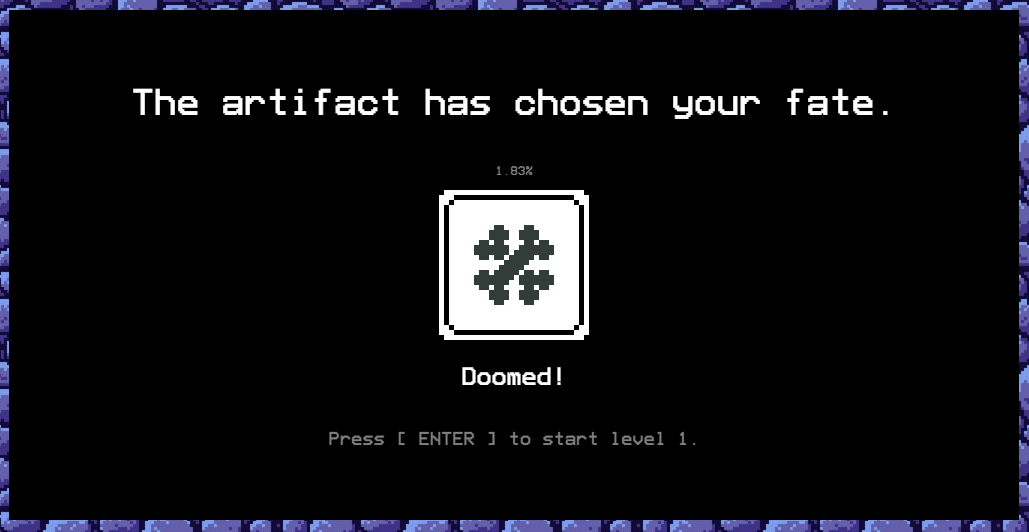 The artifact has chosen your fate.
1.83%
Doomed!
Press [ ENTER ] to start level 1.